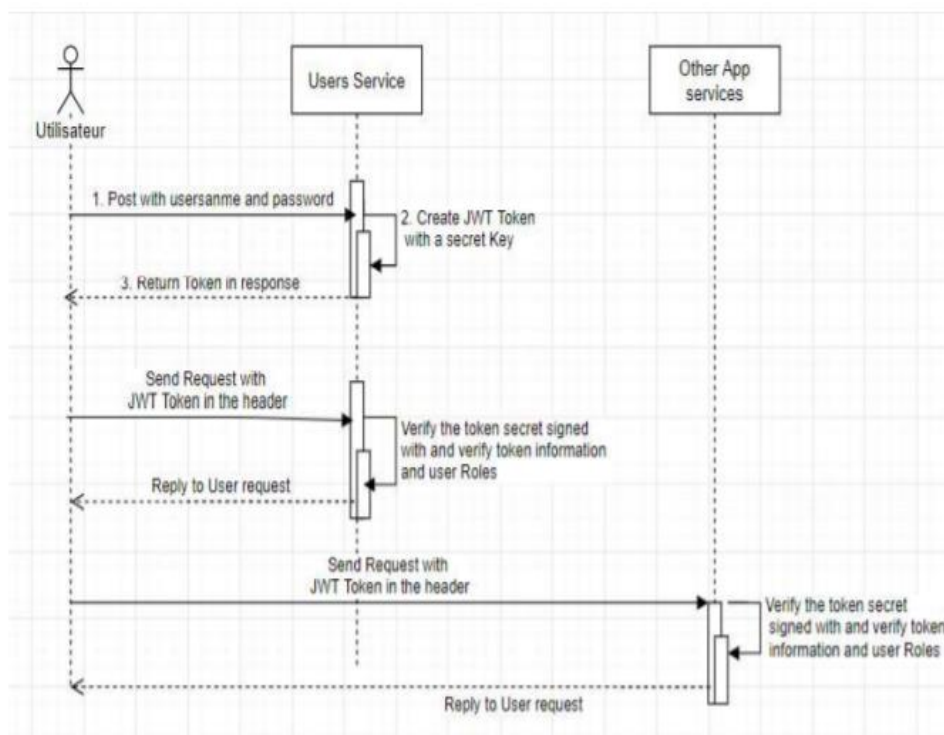 Utilisateur
Users Service
Other App
services
1. Post with usersanme and password
2. Create JWT Token
with a secret Key
3. Return Token in response
Send Request with
JWT Token in the header
Verify the token secret signed
with and verify token information
and user Roles
Reply to User request
Send Request with
JWT Token in the header
Verify the token secret
signed with and verify token
information and user Roles
Reply to User request